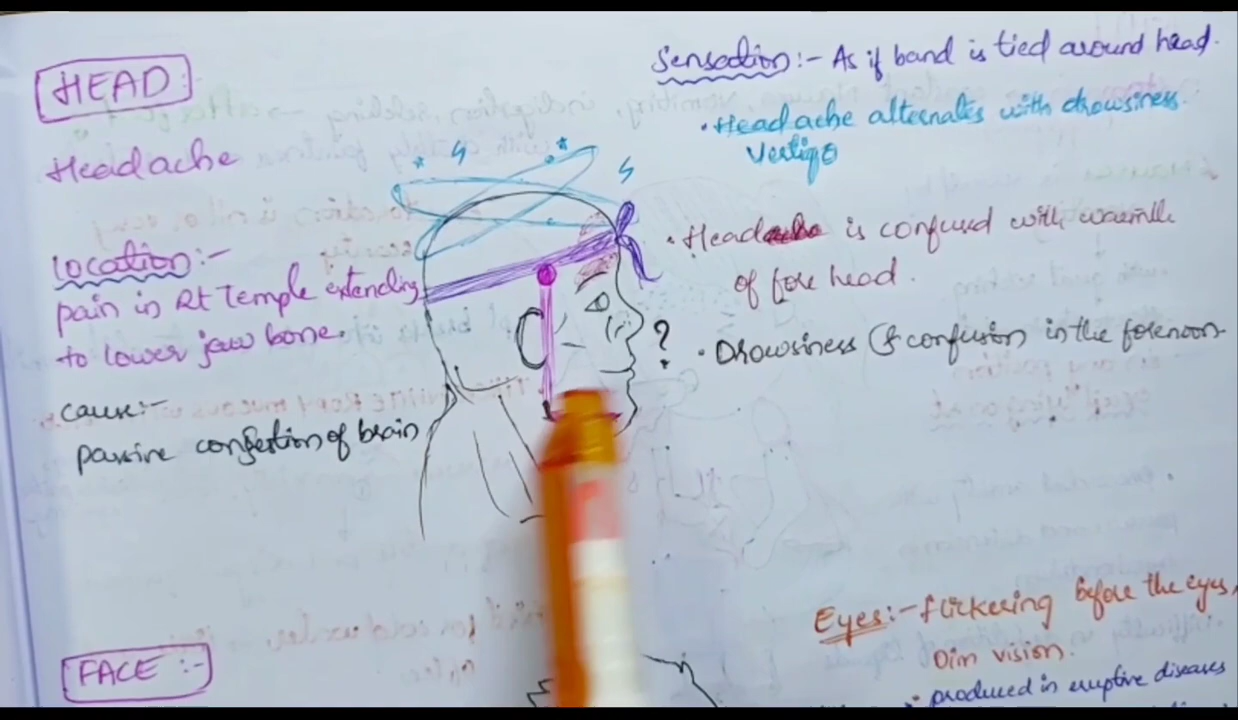 HEAD:
Headache
Location:-
pain in Rt Temple extending
to lower jaw bone.
cause:-
passive congestion of brain
Sensation:- As if band is tied around head.
• Headache alternates with drowsiness
Vertigo
• Head is confused with warmth
of fore head.
?
• Drowsiness & confusion in the forenoon
Eyes:- flickering before the eyes,
Dim vision.
• produced in eruptive diseases
FACE :-